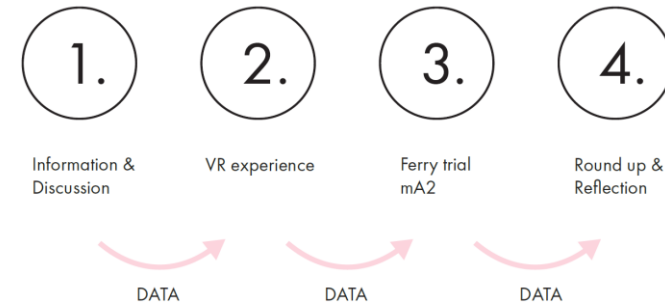 1.
2.
3.
4.
Information &
Discussion
VR experience
Ferry trial
mA2
Round up &
Reflection
DATA
DATA
DATA